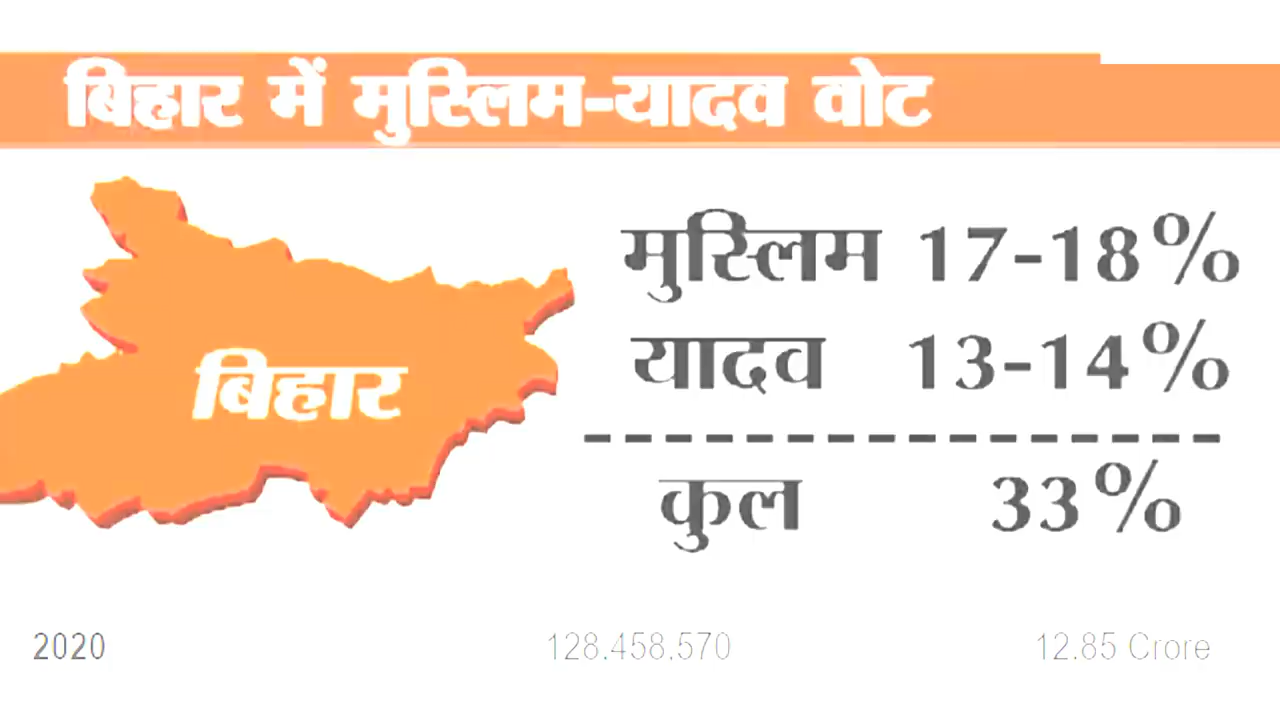 बिहार में मुस्लिम-यादव वोट
बिहार
मुस्लिम 17-18%
यादव 13-14%
कुल 33%
2020 128,458,570 12.85 Crore